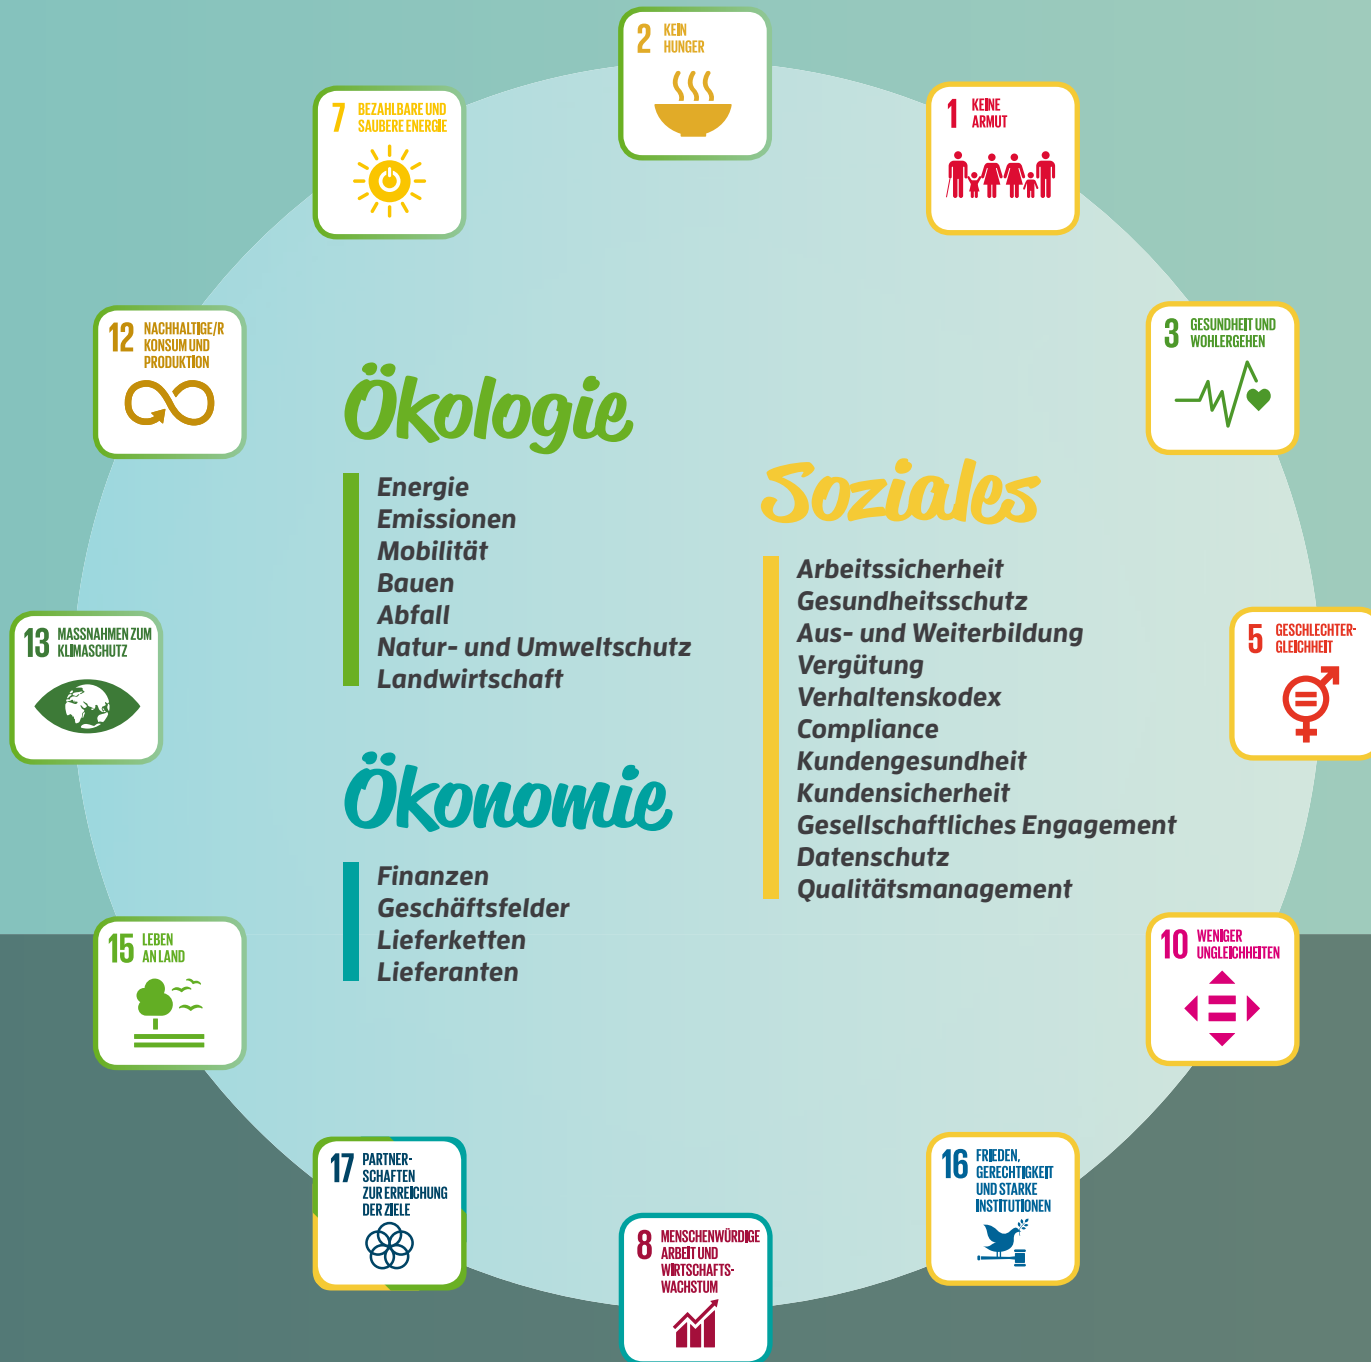 2 KEIN
HUNGER
7 BEZAHLBARE UND
SAUBERE ENERGIE
1 KEINE
ARMUT
12 NACHHALTIGE/R
KONSUM UND
PRODUKTION
3 GESUNDHEIT UND
WOHLERGEHEN
Ökologie
Energie
Emissionen
Mobilität
Bauen
Abfall
Natur- und Umweltschutz
Landwirtschaft
Soziales
Arbeitssicherheit
Gesundheitsschutz
Aus- und Weiterbildung
Vergütung
Verhaltenskodex
Compliance
Kundengesundheit
Kundensicherheit
Gesellschaftliches Engagement
Datenschutz
Qualitätsmanagement
13 MASSNAHMEN ZUM
KLIMASCHUTZ
5 GESCHLECHTER-
GLEICHHEIT
Ökonomie
Finanzen
Geschäftsfelder
Lieferketten
Lieferanten
15 LEBEN
AN LAND
10 WENIGER
UNGLEICHHEITEN
17 PARTNER-
SCHAFTEN
ZUR ERREICHUNG
DER ZIELE
16 FRIEDEN,
GERECHTIGKEIT
UND STARKE
INSTITUTIONEN
8 MENSCHENWÜRDIGE
ARBEIT UND
WIRTSCHAFTS-
WACHSTUM